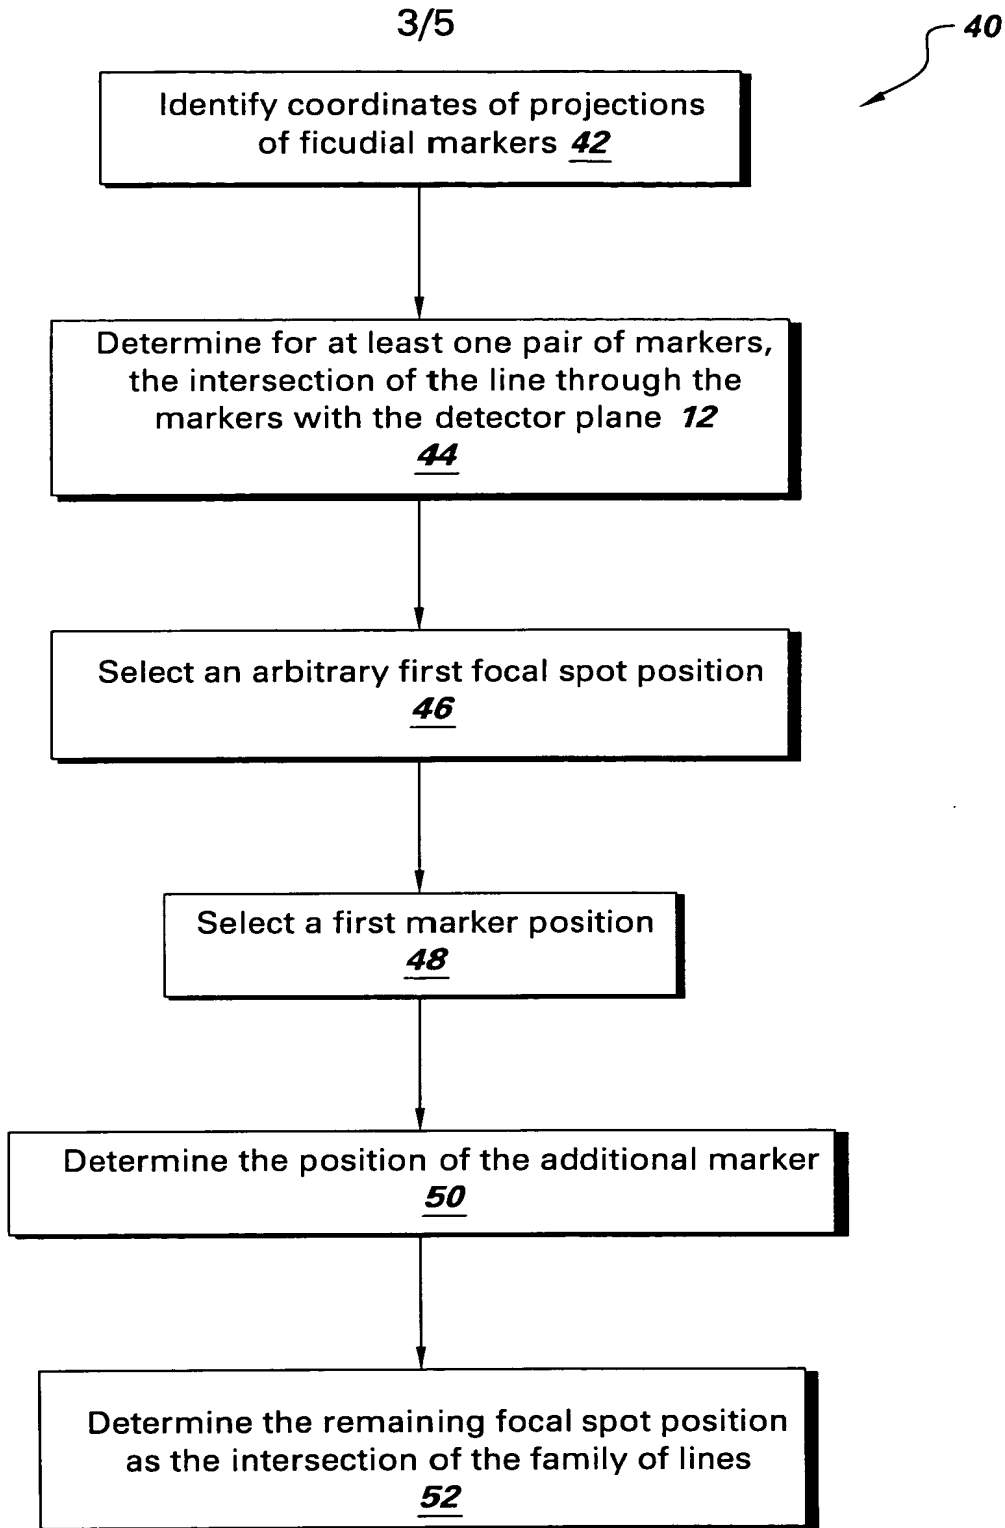 3/5
40
Identify coordinates of projections
of ficudial markers 42
Determine for at least one pair of markers,
the intersection of the line through the
markers with the detector plane 12
44
Select an arbitrary first focal spot position
46
Select a first marker position
48
Determine the position of the additional marker
50
Determine the remaining focal spot position
as the intersection of the family of lines
52